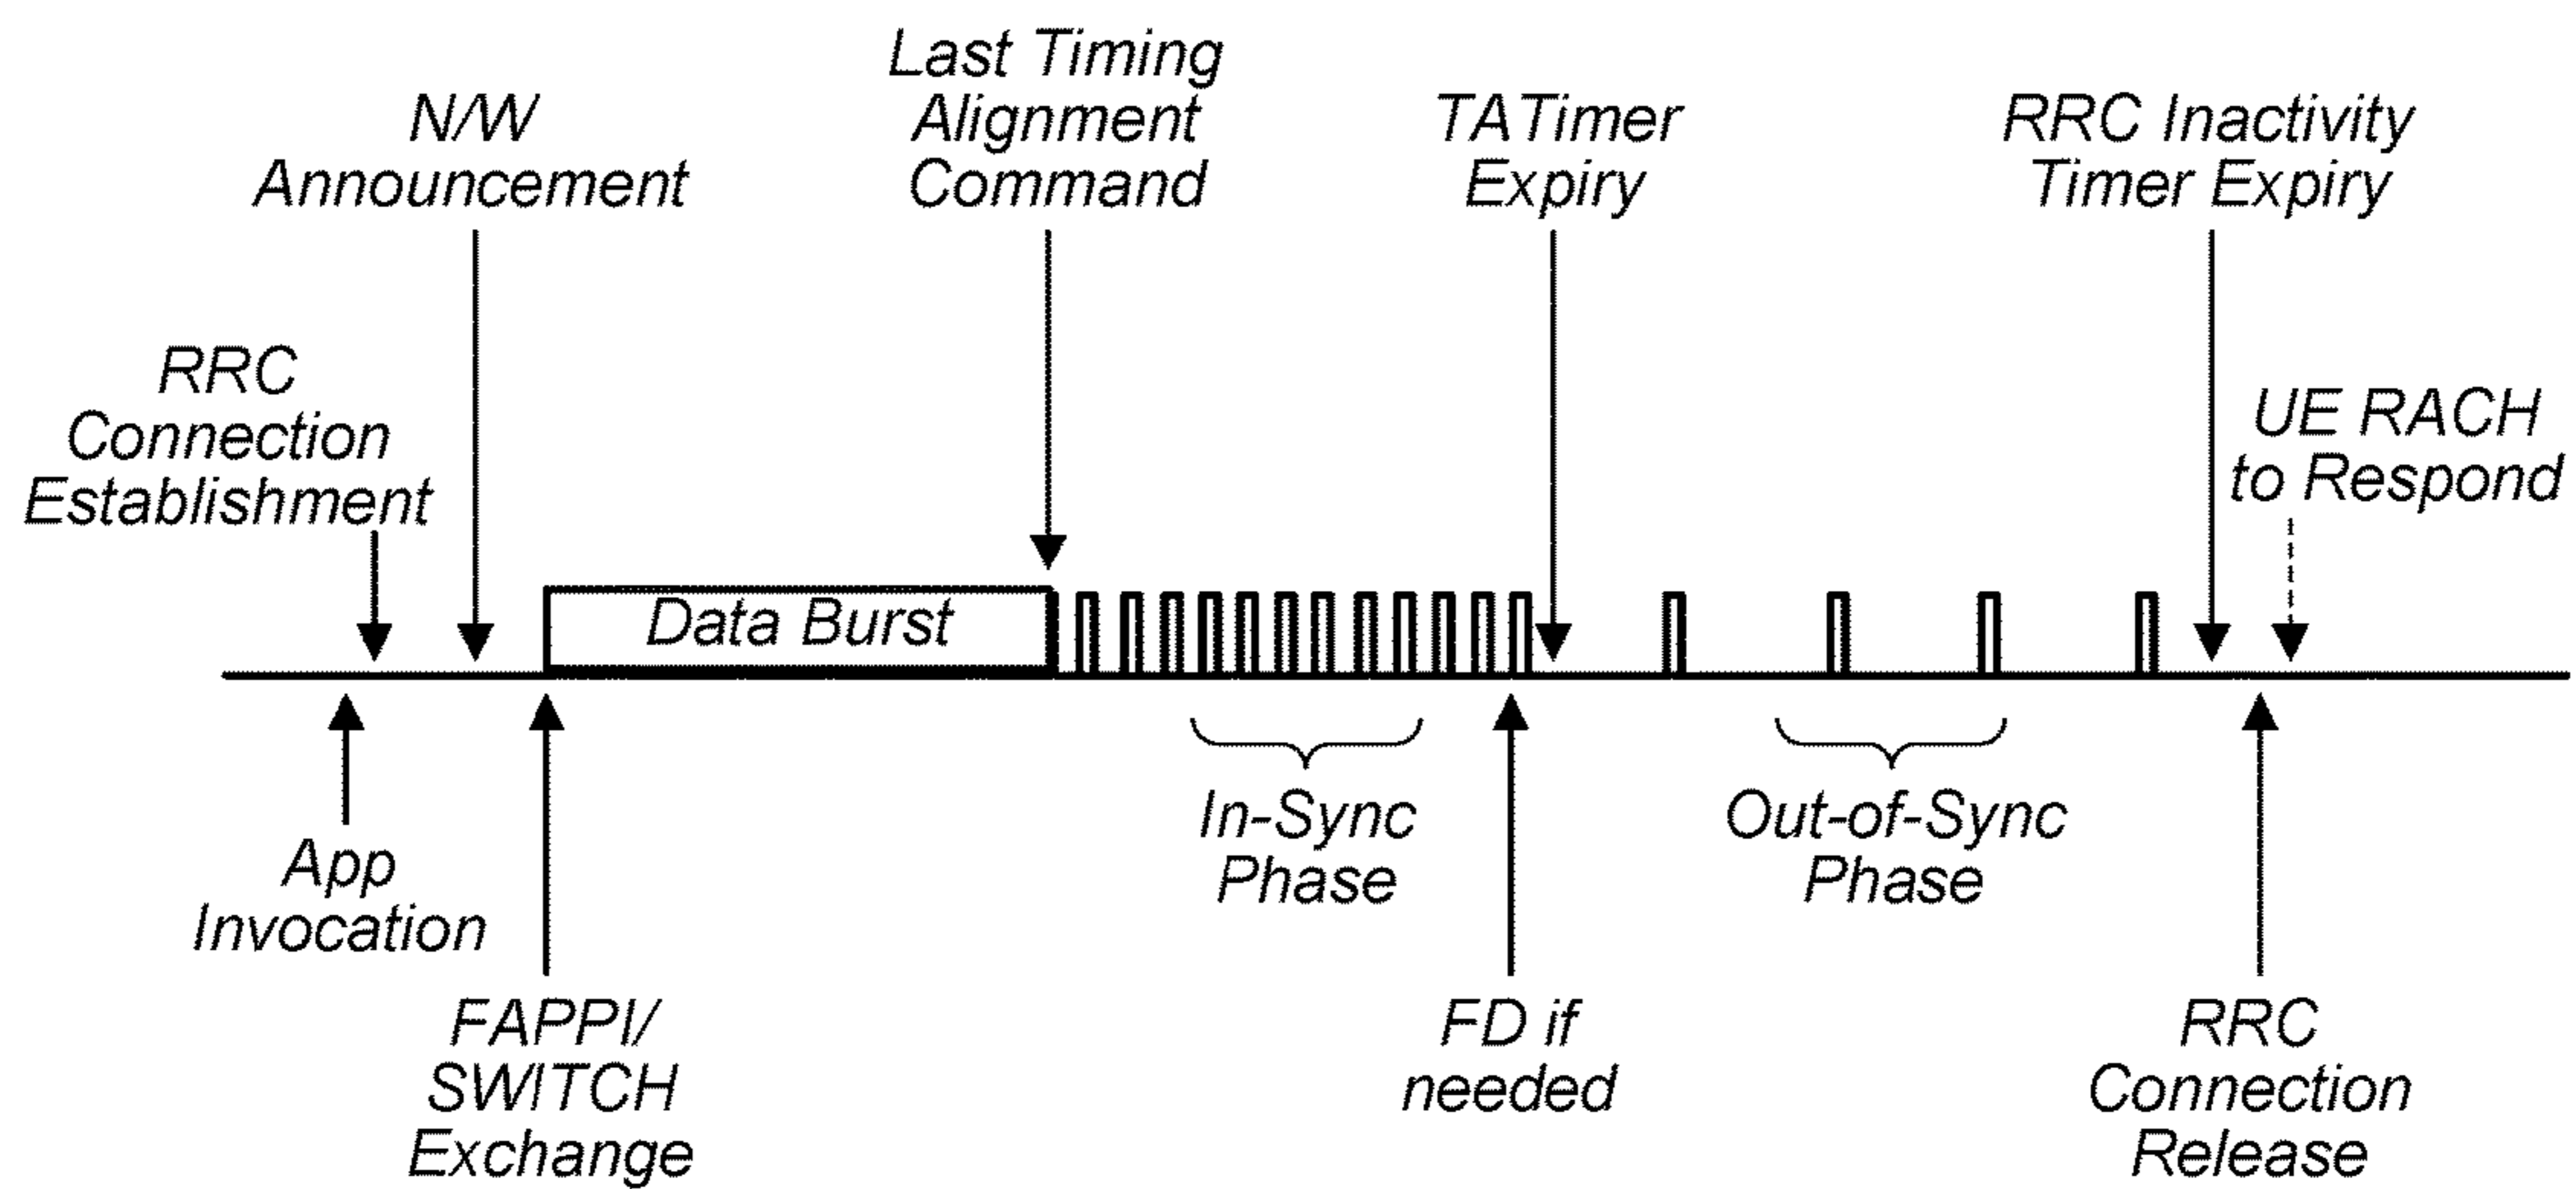 Last Timing
Alignment
Command
N/W
Announcement
TATimer
Expiry
RRC Inactivity
Timer Expiry
RRC
Connection
Establishment
UE RACH
to Respond
Data Burst
App
Invocation
In-Sync
Phase
Out-of-Sync
Phase
FAPPI/
SWITCH
Exchange
FD if
needed
RRC
Connection
Release